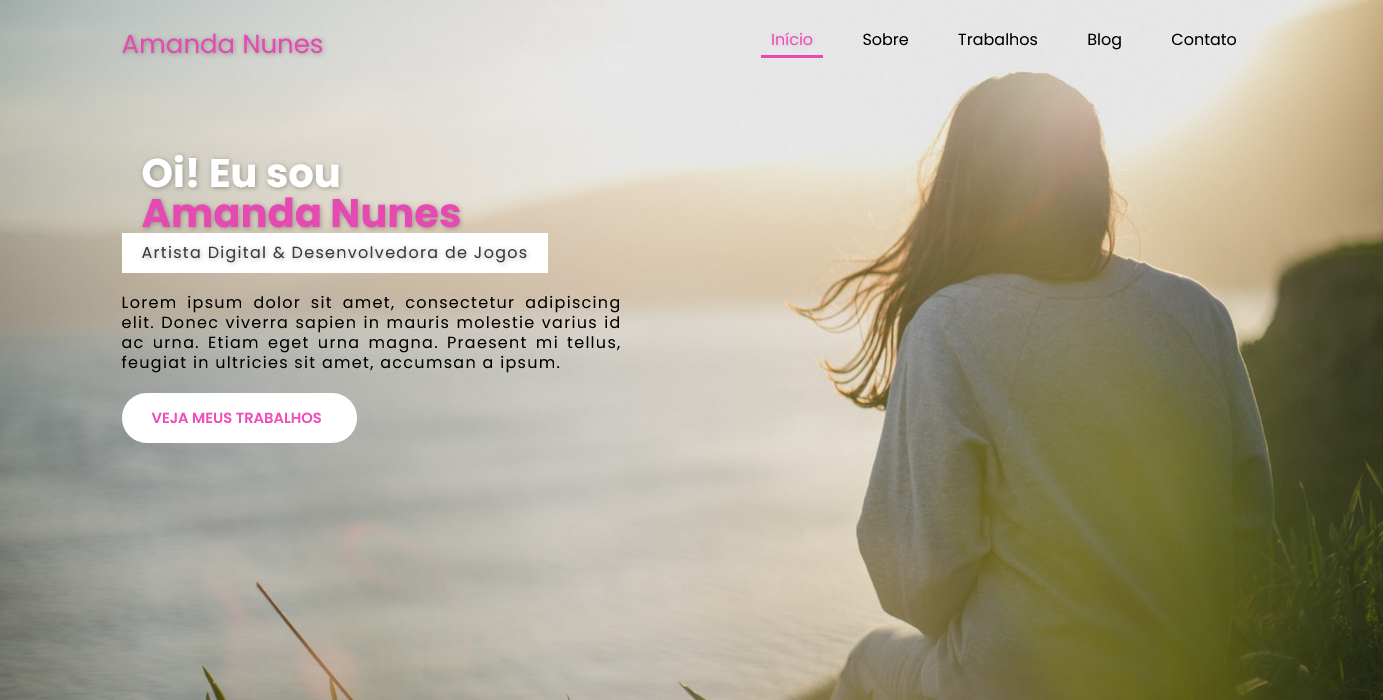 Amanda Nunes
Início Sobre Trabalhos Blog Contato
Oi! Eu sou
Amanda Nunes
Artista Digital & Desenvolvedora de Jogos
Lorem ipsum dolor sit amet, consectetur adipiscing
elit. Donec viverra sapien in mauris molestie varius id
ac urna. Etiam eget urna magna. Praesent mi tellus,
feugiat in ultricies sit amet, accumsan a ipsum.
VEJA MEUS TRABALHOS